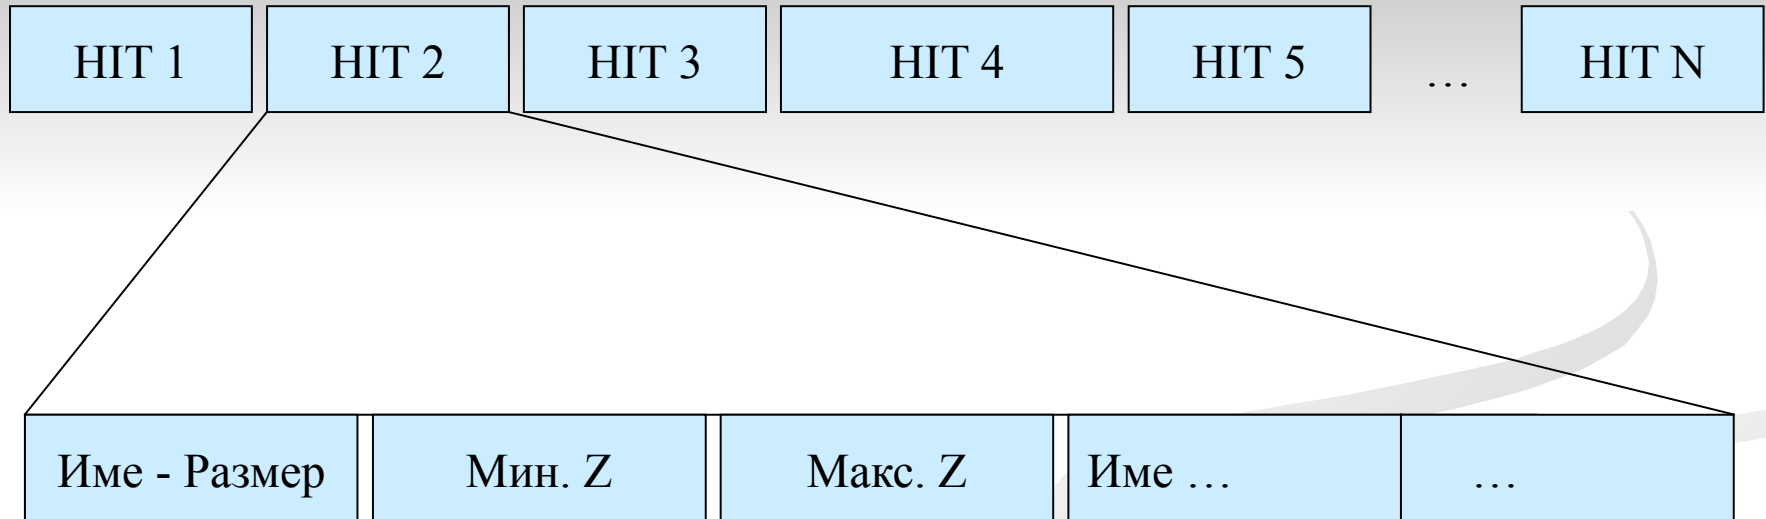 HIT 1 HIT 2 HIT 3 HIT 4 HIT 5 … HIT N
Име - Размер Мин. Z Макс. Z Име … …